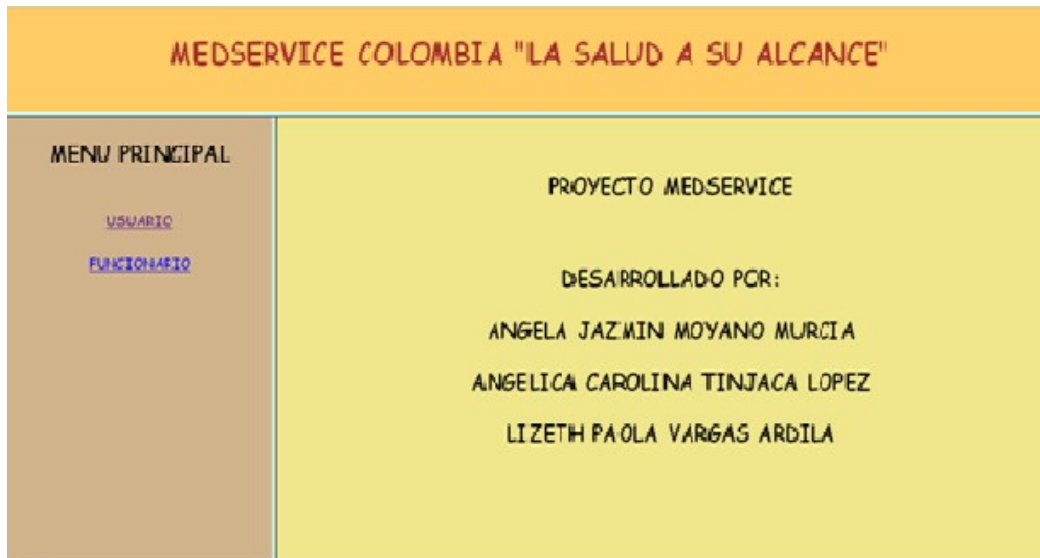 MEDSERVICE COLOMBIA "LA SALUD A SU ALCANCE"
MENU PRINCIPAL
USUARIO
FUNCIONARIO
PROYECTO MEDSERVICE
DESARROLLADO POR:
ANGELA JAZMIN MOYANO MURCIA
ANGELICA CAROLINA TINJACA LOPEZ
LIZETH PAOLA VARGAS ARDILA